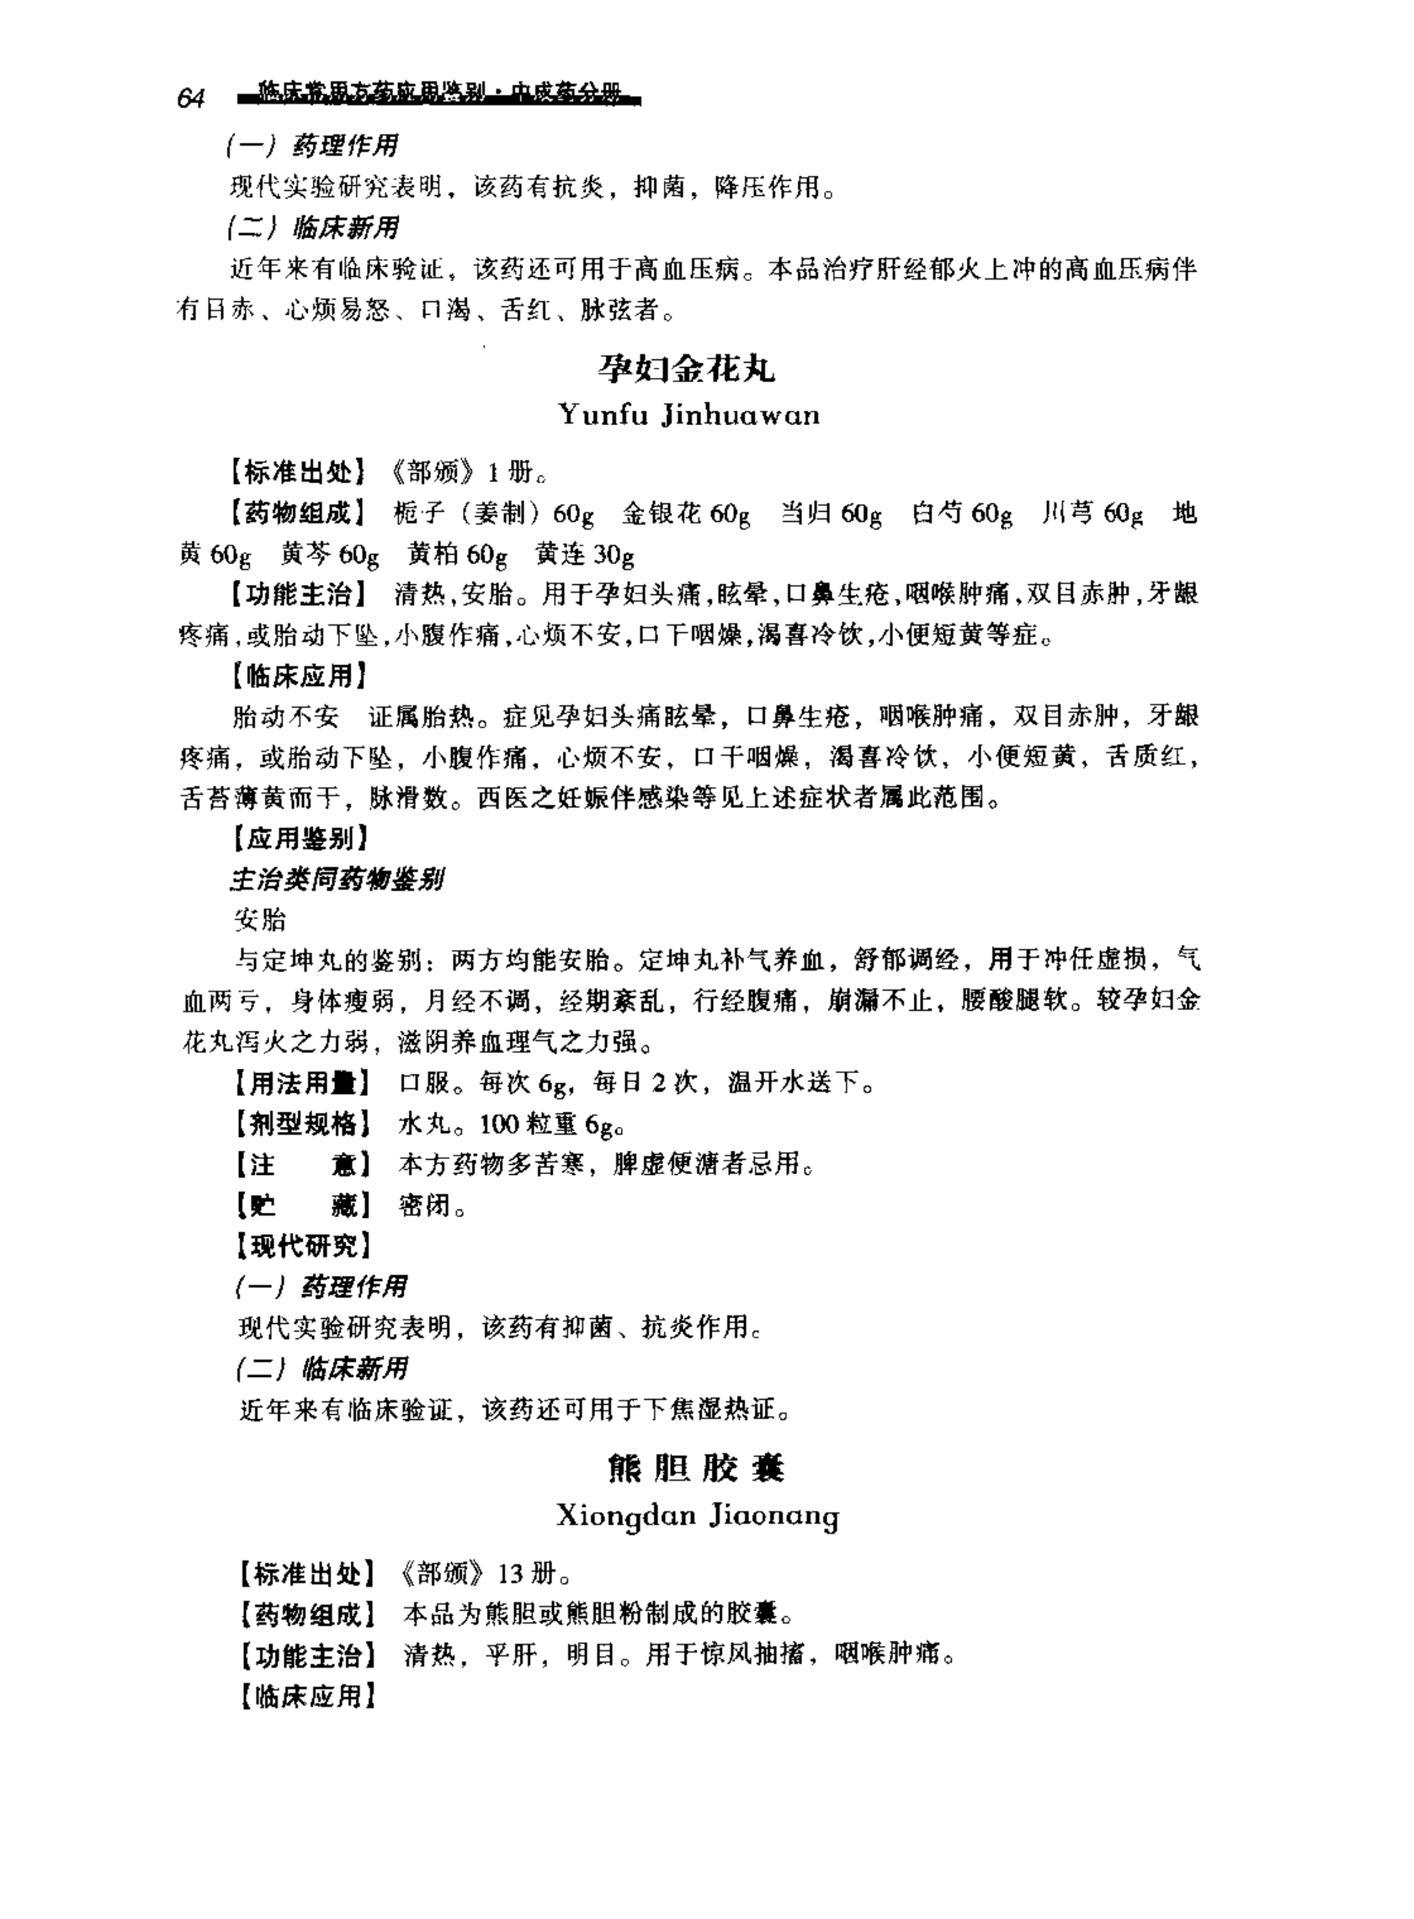 64 临床常用方药应用鉴别·中成药分册
(一) 药理作用
现代实验研究表明，该药有抗炎，抑菌，降压作用。
(二) 临床新用
近年来有临床验证，该药还可用于高血压病。本品治疗肝经郁火上冲的高血压病伴
有目赤、心烦易怒、口渴、舌红、脉弦者。
孕妇金花丸
Yunfu Jinhuawan
【标准出处】《部颁》1 册。
【药物组成】 栀子（姜制）60g 金银花 60g 当归 60g 白芍 60g 川芎 60g 地
黄 60g 黄芩 60g 黄柏 60g 黄连 30g
【功能主治】 清热,安胎。用于孕妇头痛,眩晕,口鼻生疮,咽喉肿痛,双目赤肿,牙龈
疼痛,或胎动下坠,小腹作痛,心烦不安,口干咽燥,渴喜冷饮,小便短黄等症。
【临床应用】
胎动不安 证属胎热。症见孕妇头痛眩晕，口鼻生疮，咽喉肿痛，双目赤肿，牙龈
疼痛，或胎动下坠，小腹作痛，心烦不安，口干咽燥，渴喜冷饮，小便短黄，舌质红，
舌苔薄黄而干，脉滑数。西医之妊娠伴感染等见上述症状者属此范围。
【应用鉴别】
主治类同药物鉴别
安胎
与定坤丸的鉴别：两方均能安胎。定坤丸补气养血，舒郁调经，用于冲任虚损，气
血两亏，身体瘦弱，月经不调，经期紊乱，行经腹痛，崩漏不止，腰酸腿软。较孕妇金
花丸泻火之力弱，滋阴养血理气之力强。
【用法用量】 口服。每次 6g，每日 2 次，温开水送下。
【剂型规格】 水丸。100 粒重 6g。
【注 意】 本方药物多苦寒，脾虚便溏者忌用。
【贮 藏】 密闭。
【现代研究】
(一) 药理作用
现代实验研究表明，该药有抑菌、抗炎作用。
(二) 临床新用
近年来有临床验证，该药还可用于下焦湿热证。
熊胆胶囊
Xiongdan Jiaonang
【标准出处】《部颁》13 册。
【药物组成】 本品为熊胆或熊胆粉制成的胶囊。
【功能主治】 清热，平肝，明目。用于惊风抽搐，咽喉肿痛。
【临床应用】